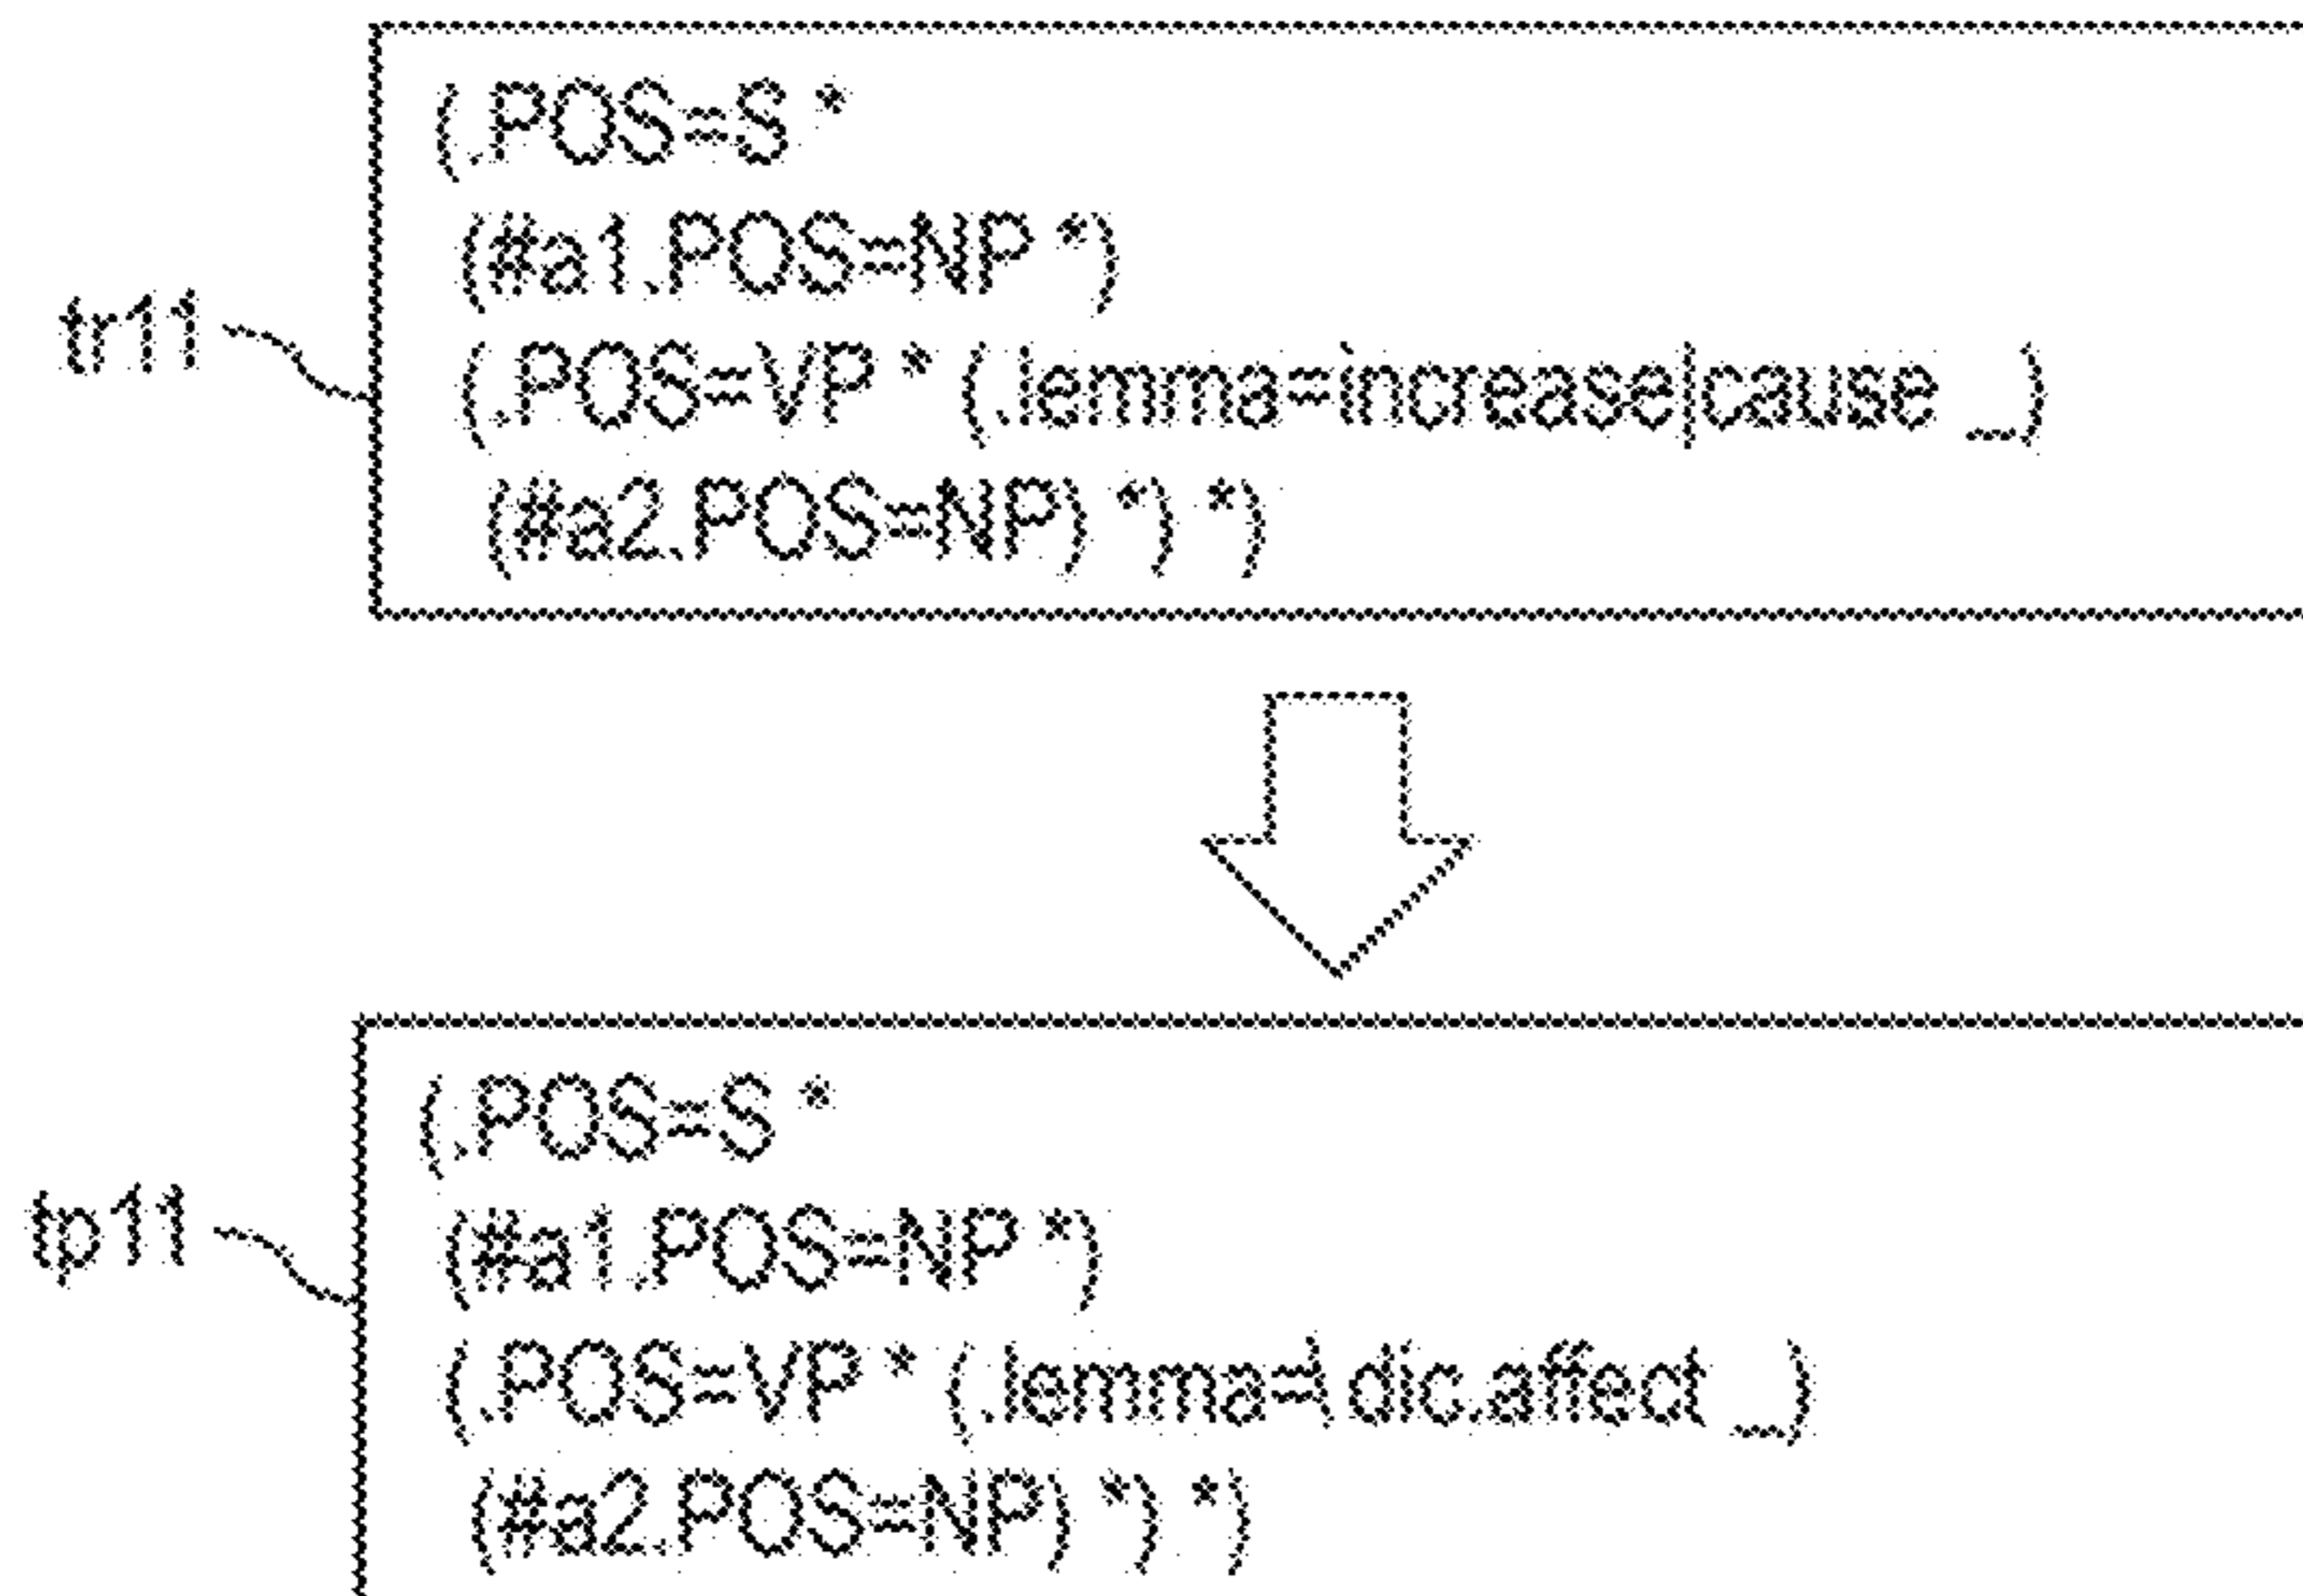 (.POS=S *
(#a1.POS=NP *)
tr11
(.POS=VP * (.lemma=increase|cause _)
(#a2.POS=NP) *) *)
(.POS=S *
(#a1.POS=NP *)
tp11
(.POS=VP * (.lemma=\dic.affect _)
(#a2.POS=NP) *) *)